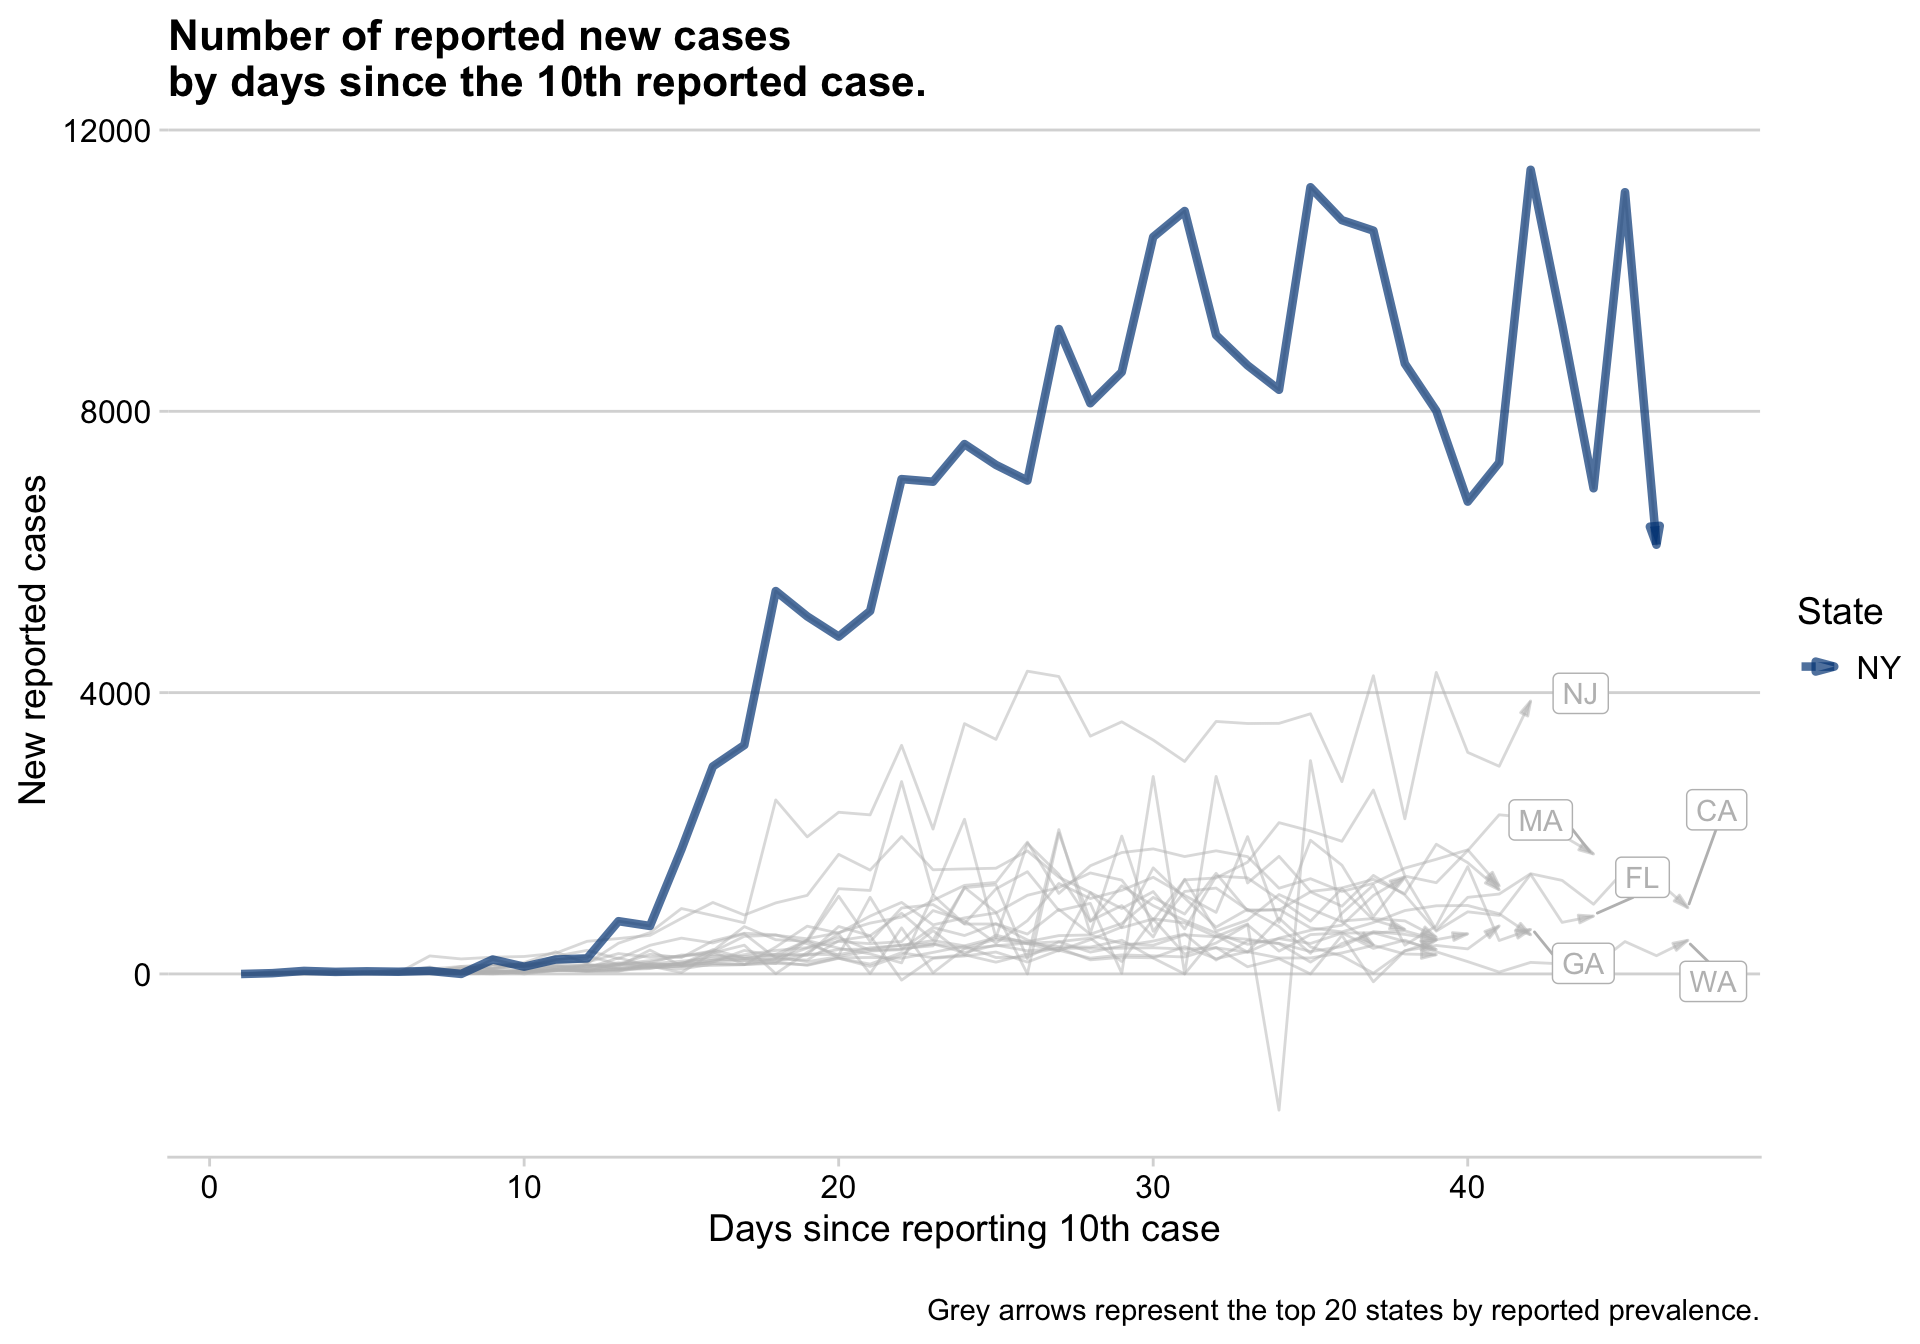 Number of reported new cases
by days since the 10th reported case.
12000
8000
4000
0
New reported cases
NJ
MA
CA
FL
GA
WA
State
NY
0
10
20
30
40
Days since reporting 10th case
Grey arrows represent the top 20 states by reported prevalence.